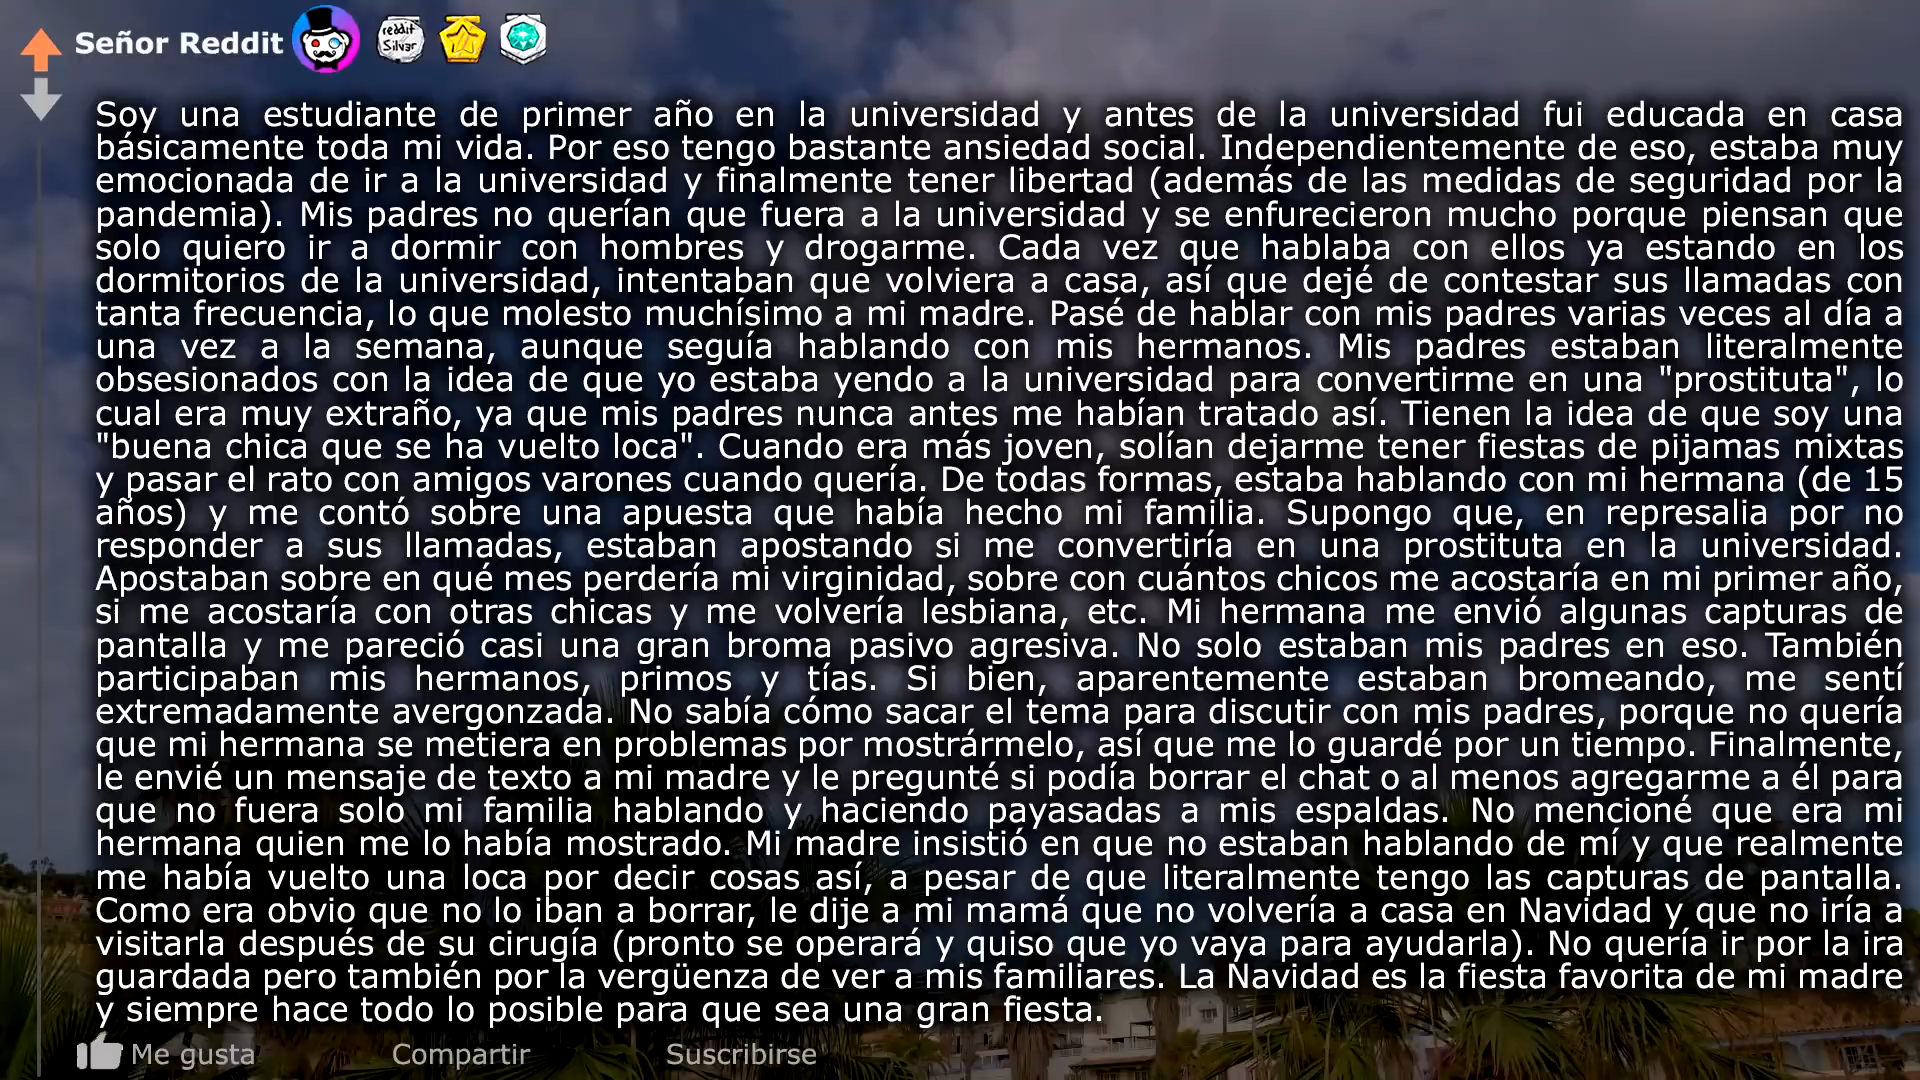 Señor Reddit
reddit
Silver
Soy una estudiante de primer año en la universidad y antes de la universidad fui educada en casa
básicamente toda mi vida. Por eso tengo bastante ansiedad social. Independientemente de eso, estaba muy
emocionada de ir a la universidad y finalmente tener libertad (además de las medidas de seguridad por la
pandemia). Mis padres no querían que fuera a la universidad y se enfurecieron mucho porque piensan que
solo quiero ir a dormir con hombres y drogarme. Cada vez que hablaba con ellos ya estando en los
dormitorios de la universidad, intentaban que volviera a casa, así que dejé de contestar sus llamadas con
tanta frecuencia, lo que molesto muchísimo a mi madre. Pasé de hablar con mis padres varias veces al día a
una vez a la semana, aunque seguía hablando con mis hermanos. Mis padres estaban literalmente
obsesionados con la idea de que yo estaba yendo a la universidad para convertirme en una "prostituta", lo
cual era muy extraño, ya que mis padres nunca antes me habían tratado así. Tienen la idea de que soy una
"buena chica que se ha vuelto loca". Cuando era más joven, solían dejarme tener fiestas de pijamas mixtas
y pasar el rato con amigos varones cuando quería. De todas formas, estaba hablando con mi hermana (de 15
años) y me contó sobre una apuesta que había hecho mi familia. Supongo que, en represalia por no
responder a sus llamadas, estaban apostando si me convertiría en una prostituta en la universidad.
Apostaban sobre en qué mes perdería mi virginidad, sobre con cuántos chicos me acostaría en mi primer año,
si me acostaría con otras chicas y me volvería lesbiana, etc. Mi hermana me envió algunas capturas de
pantalla y me pareció casi una gran broma pasivo agresiva. No solo estaban mis padres en eso. También
participaban mis hermanos, primos y tías. Si bien, aparentemente estaban bromeando, me sentí
extremadamente avergonzada. No sabía cómo sacar el tema para discutir con mis padres, porque no quería
que mi hermana se metiera en problemas por mostrármelo, así que me lo guardé por un tiempo. Finalmente,
le envié un mensaje de texto a mi madre y le pregunté si podía borrar el chat o al menos agregarme a él para
que no fuera solo mi familia hablando y haciendo payasadas a mis espaldas. No mencioné que era mi
hermana quien me lo había mostrado. Mi madre insistió en que no estaban hablando de mí y que realmente
me había vuelto una loca por decir cosas así, a pesar de que literalmente tengo las capturas de pantalla.
Como era obvio que no lo iban a borrar, le dije a mi mamá que no volvería a casa en Navidad y que no iría a
visitarla después de su cirugía (pronto se operará y quiso que yo vaya para ayudarla). No quería ir por la ira
guardada pero también por la vergüenza de ver a mis familiares. La Navidad es la fiesta favorita de mi madre
y siempre hace todo lo posible para que sea una gran fiesta.
Me gusta Compartir Suscribirse